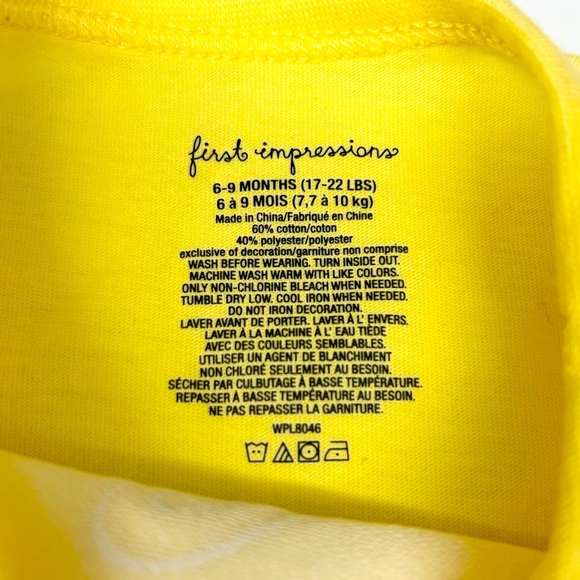 first impressions
6-9 MONTHS (17-22 LBS)
6 à 9 MOIS (7,7 à 10 kg)
Made in China/Fabriqué en Chine
60% cotton/coton
40% polyester/polyester
exclusive of decoration/garniture non comprise
WASH BEFORE WEARING. TURN INSIDE OUT.
MACHINE WASH WARM WITH LIKE COLORS.
ONLY NON-CHLORINE BLEACH WHEN NEEDED.
TUMBLE DRY LOW. COOL IRON WHEN NEEDED.
DO NOT IRON DECORATION.
LAVER AVANT DE PORTER. LAVER À L' ENVERS.
LAVER À LA MACHINE À L' EAU TIÈDE
AVEC DES COULEURS SEMBLABLES.
UTILISER UN AGENT DE BLANCHIMENT
NON CHLORÉ SEULEMENT AU BESOIN.
SÉCHER PAR CULBUTAGE À BASSE TEMPÉRATURE.
REPASSER À BASSE TEMPÉRATURE AU BESOIN.
NE PAS REPASSER LA GARNITURE.
WPL8046